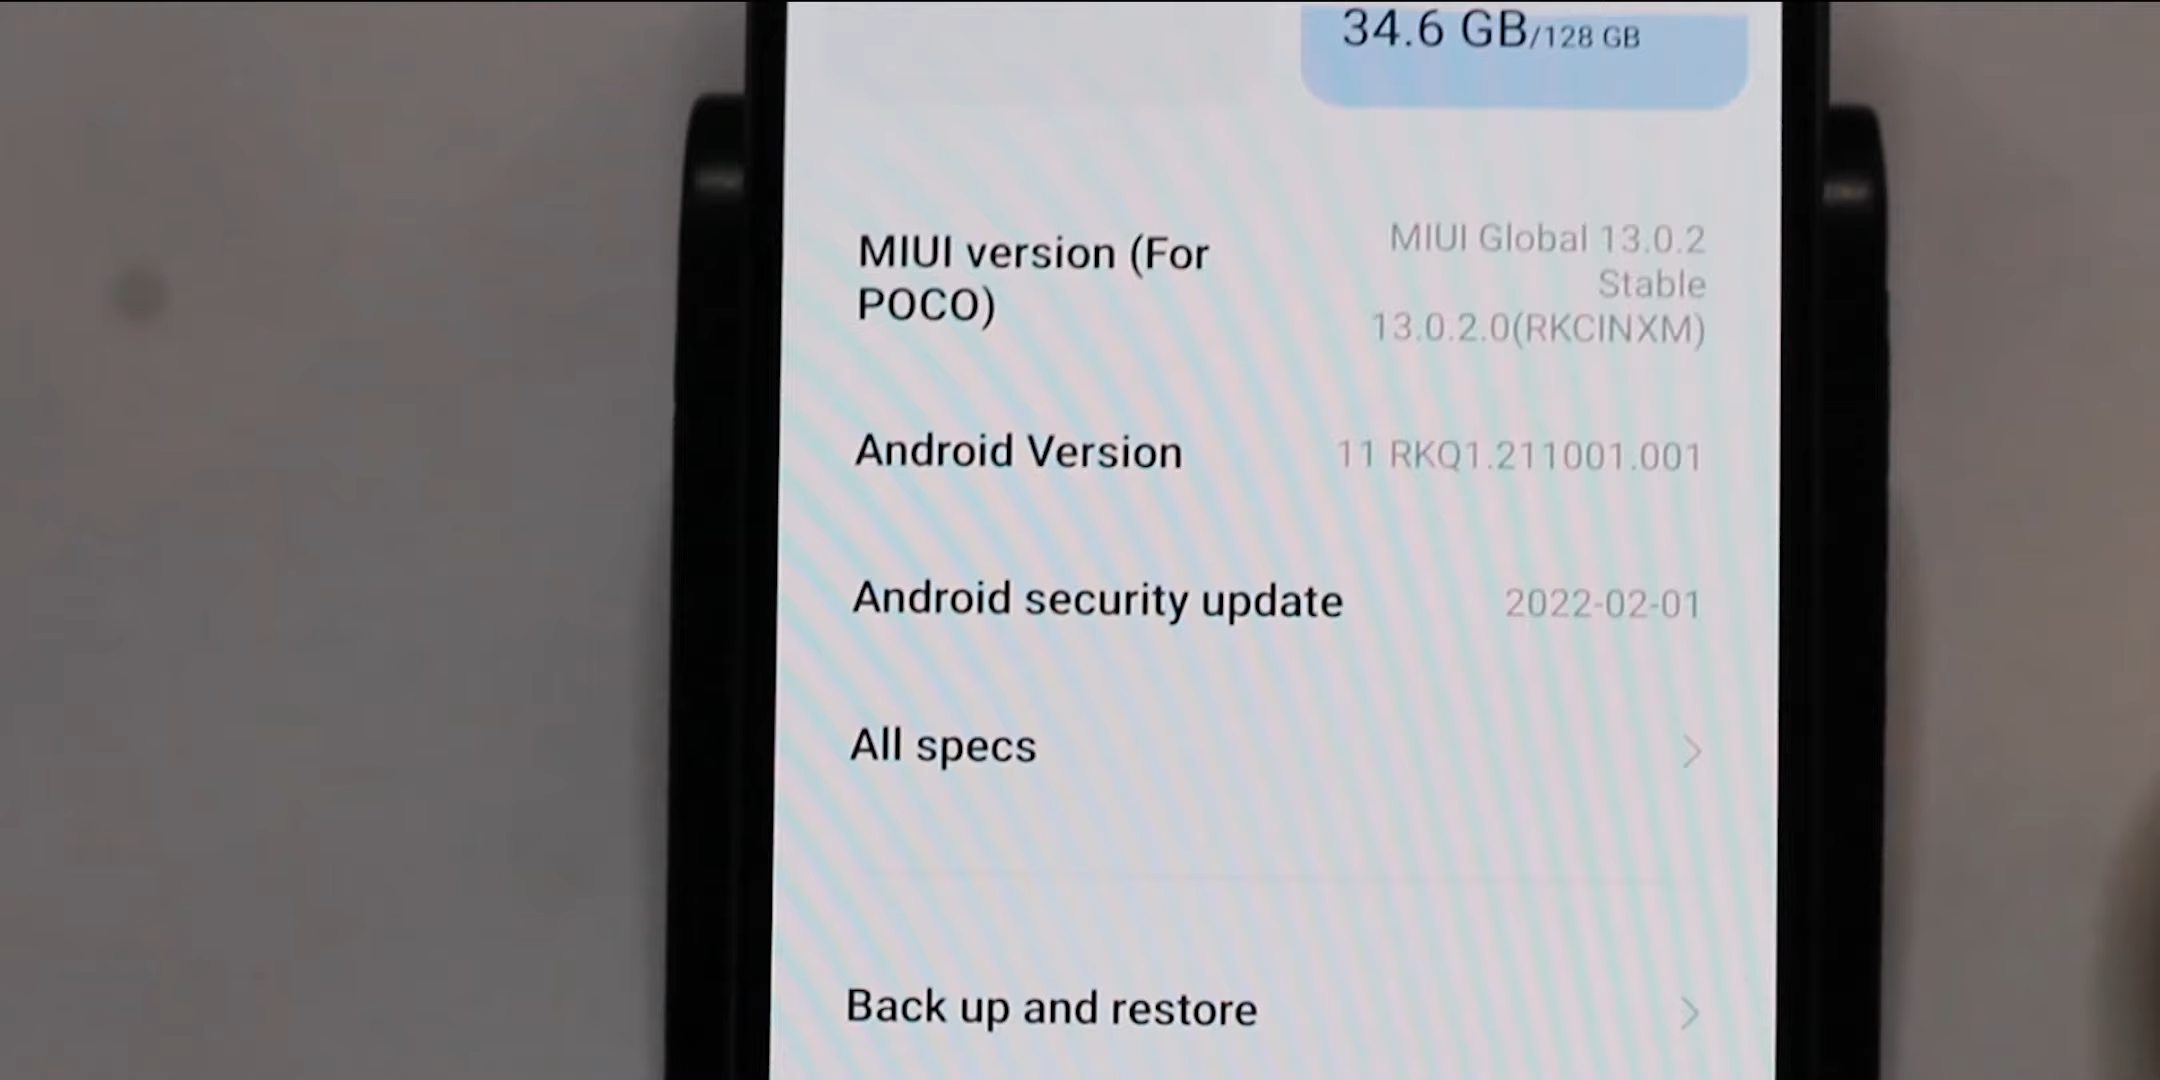 34.6 GB/128 GB
MIUI version (For
POCO)
MIUI Global 13.0.2
Stable
13.0.2.0(RKCINXM)
Android Version
11 RKQ1.211001.001
Android security update
2022-02-01
All specs
Back up and restore